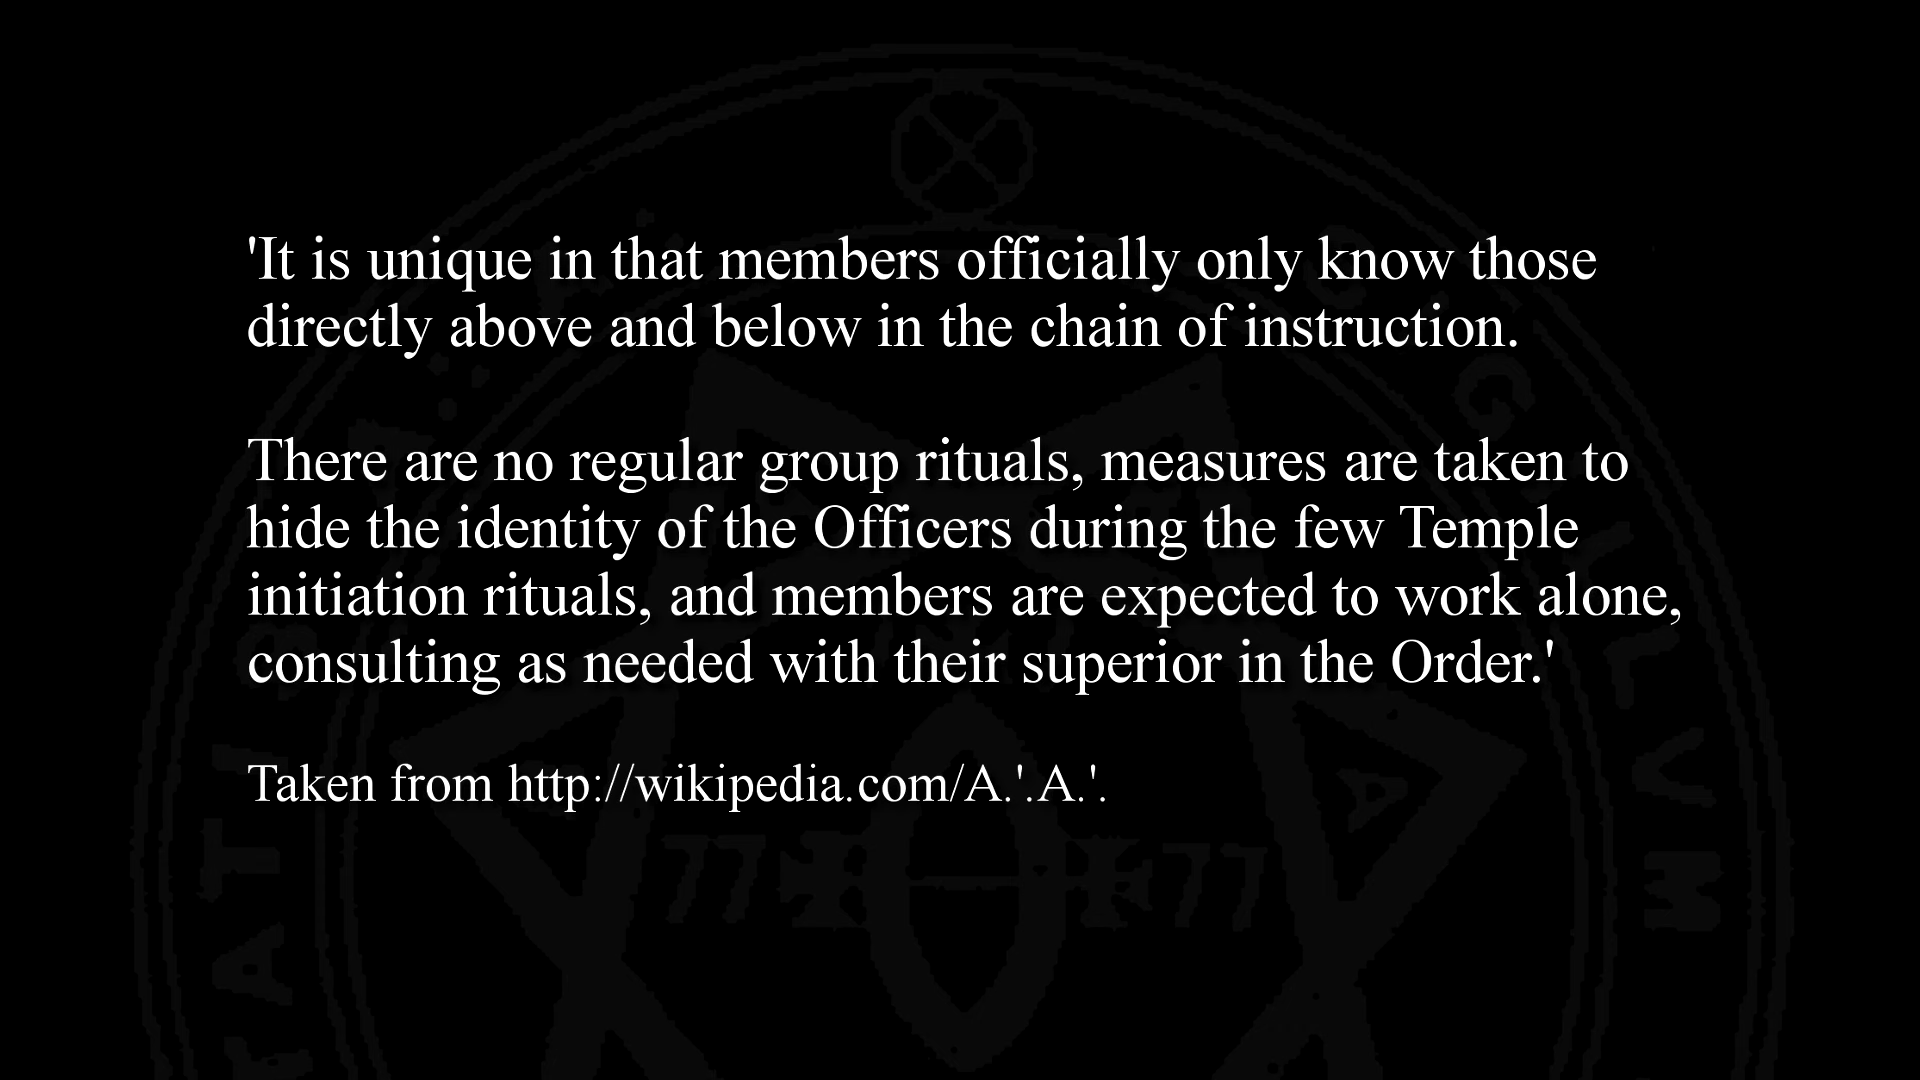 'It is unique in that members officially only know those
directly above and below in the chain of instruction.
There are no regular group rituals, measures are taken to
hide the identity of the Officers during the few Temple
initiation rituals, and members are expected to work alone,
consulting as needed with their superior in the Order.'
Taken from http://wikipedia.com/A.'.A.'.
77 77